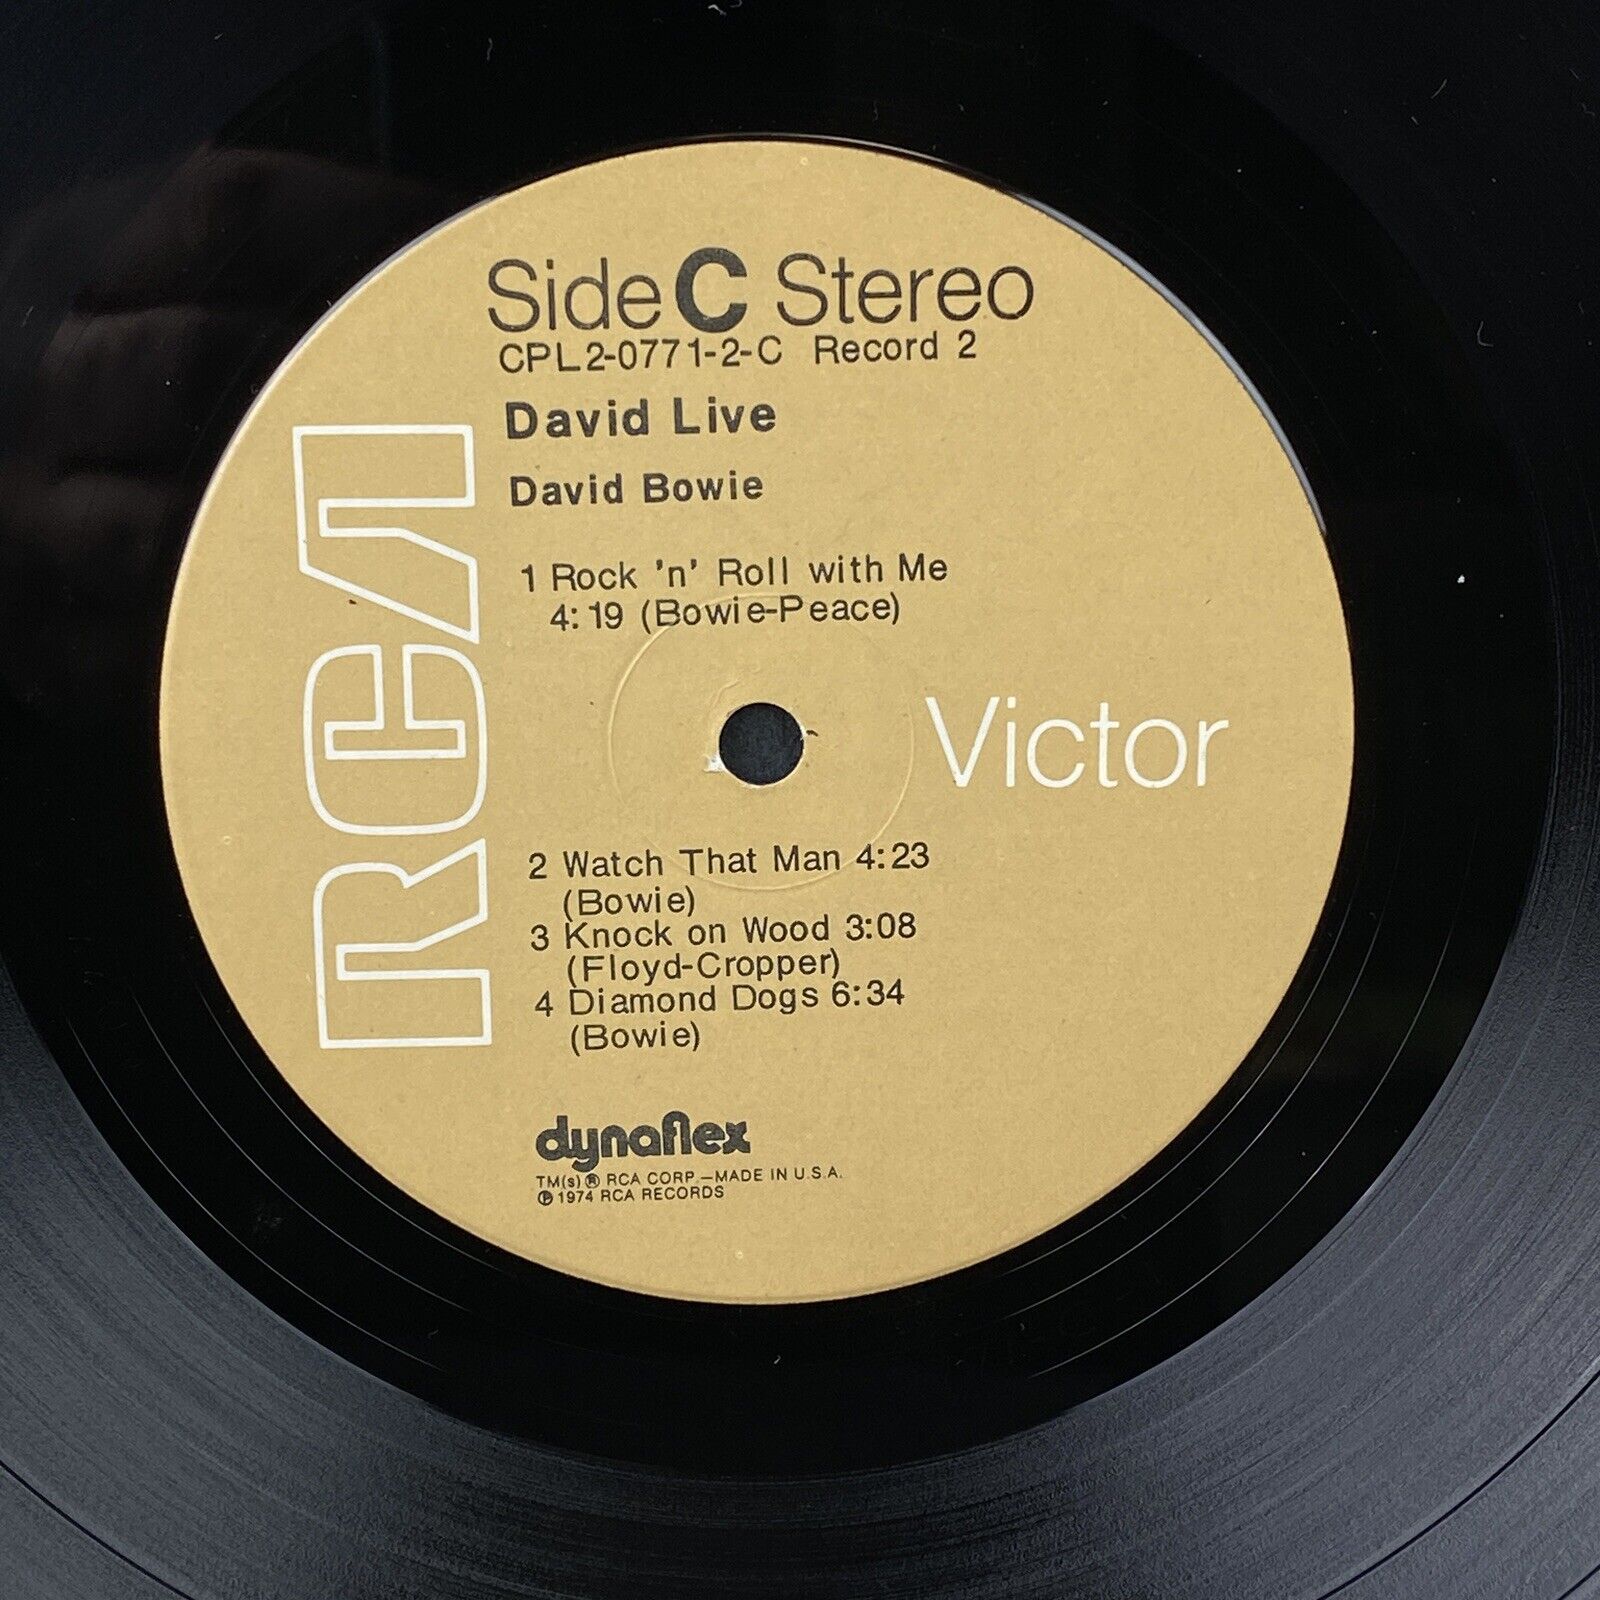 Side C Stereo
CPL2-0771-2-C Record 2
David Live
David Bowie
1 Rock 'n' Roll with Me
4:19 (Bowie-Peace)
RCA
Victor
2 Watch That Man 4:23
(Bowie)
3 Knock on Wood 3:08
(Floyd-Cropper)
4 Diamond Dogs 6:34
(Bowie)
dynaflex
TM(s) ® RCA CORP.—MADE IN U.S.A.
℗ 1974 RCA RECORDS